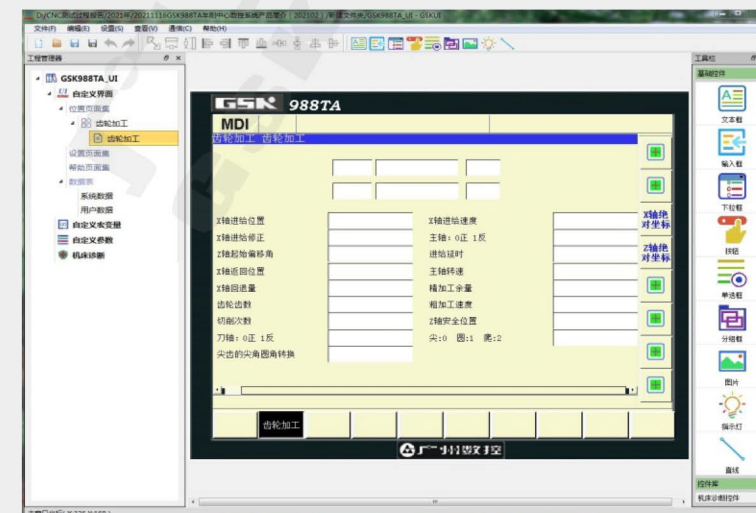 文件(F) 编辑(E) 设置(S) 查看(V) 通信(C) 帮助(H)
工程管理器
GSK988TA_UI
自定义界面
位置页面集
齿轮加工
齿轮加工
设置页面集
帮助页面集
数据表
系统数据
用户数据
自定义宏变量
自定义参数
机床诊断
GSK 988TA
MDI
齿轮加工 齿轮加工
X轴进给位置
X轴进给速度
X轴进给修正
主轴：0正 1反
Z轴起始偏移角
进给延时
X轴返回位置
主轴转速
X轴回退量
精加工余量
齿轮齿数
粗加工速度
切削次数
Z轴安全位置
刀轴：0正 1反
尖:0 圆:1 爬:2
尖齿的尖角圆角转换
X轴绝对坐标
Z轴绝对坐标
齿轮加工
广州数控
工具栏
基础控件
文本框
输入框
下拉框
按钮
单选框
分组框
图片
指示灯
直线
控件库
机床诊断控件